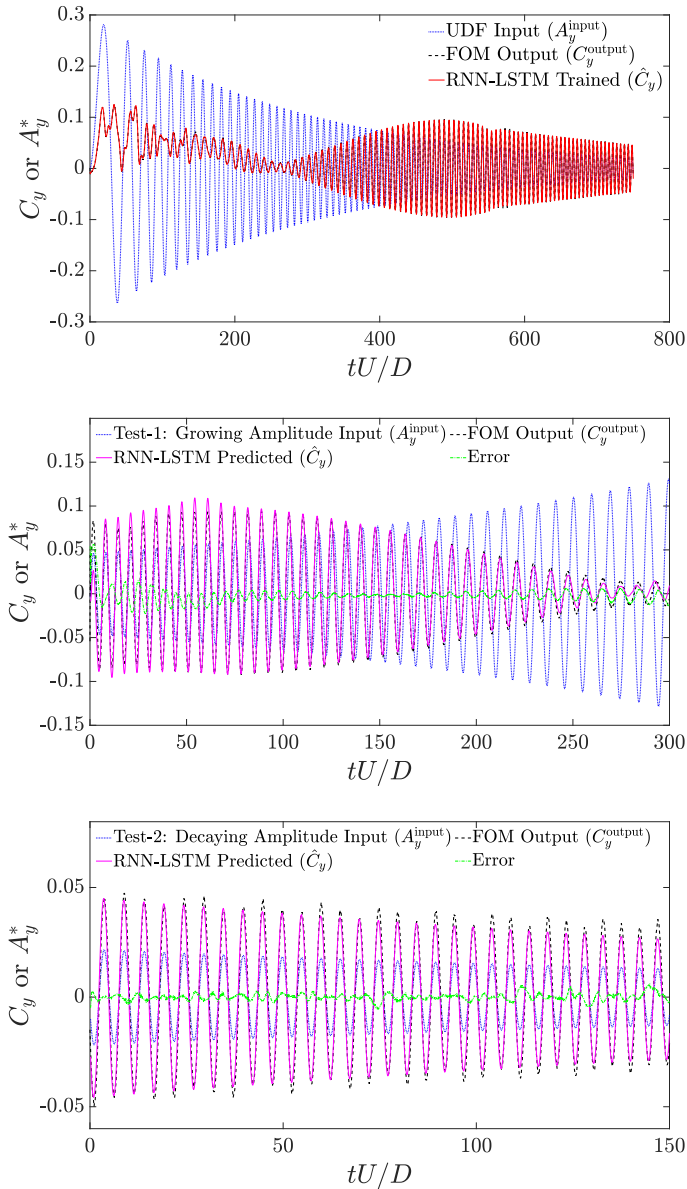 0.3
0.2
0.1
0
-0.1
-0.2
-0.3
C_y or A_y^*
UDF Input (A_y^input)
FOM Output (C_y^output)
RNN-LSTM Trained (Ĉ_y)
0 200 400 600 800
tU/D
0.15
0.1
0.05
0
-0.05
-0.1
-0.15
C_y or A_y^*
Test-1: Growing Amplitude Input (A_y^input) FOM Output (C_y^output)
RNN-LSTM Predicted (Ĉ_y) Error
0 50 100 150 200 250 300
tU/D
0.05
0
-0.05
C_y or A_y^*
Test-2: Decaying Amplitude Input (A_y^input) FOM Output (C_y^output)
RNN-LSTM Predicted (Ĉ_y) Error
0 50 100 150
tU/D